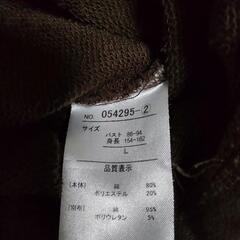 NO. 054295-2
サイズ
バスト 86-94
身長 154-162
L
品質表示
[本体] 綿 80%
ポリエステル 20%
[別布] 綿 95%
ポリウレタン 5%